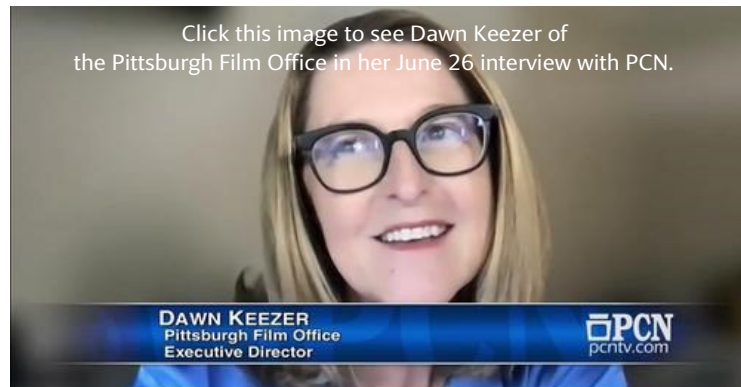 Click this image to see Dawn Keezer of
the Pittsburgh Film Office in her June 26 interview with PCN.
DAWN KEEZER
Pittsburgh Film Office
Executive Director
PCN
pcntv.com